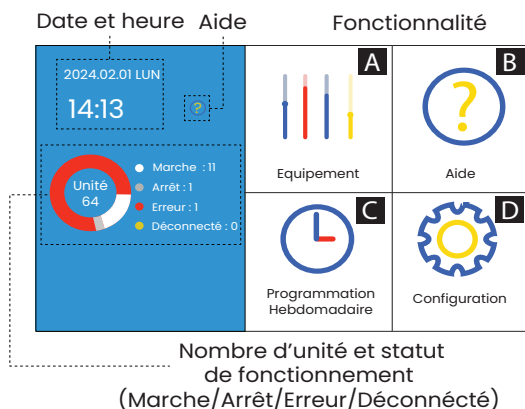 Date et heure
Aide
Fonctionnalité
2024.02.01 LUN
14:13
?
Unité
64
Marche : 11
Arrêt : 1
Erreur : 1
Déconnecté : 0
A
Equipement
B
?
Aide
C
Programmation
Hebdomadaire
D
Configuration
Nombre d’unité et statut
de fonctionnement
(Marche/Arrêt/Erreur/Déconnécté)